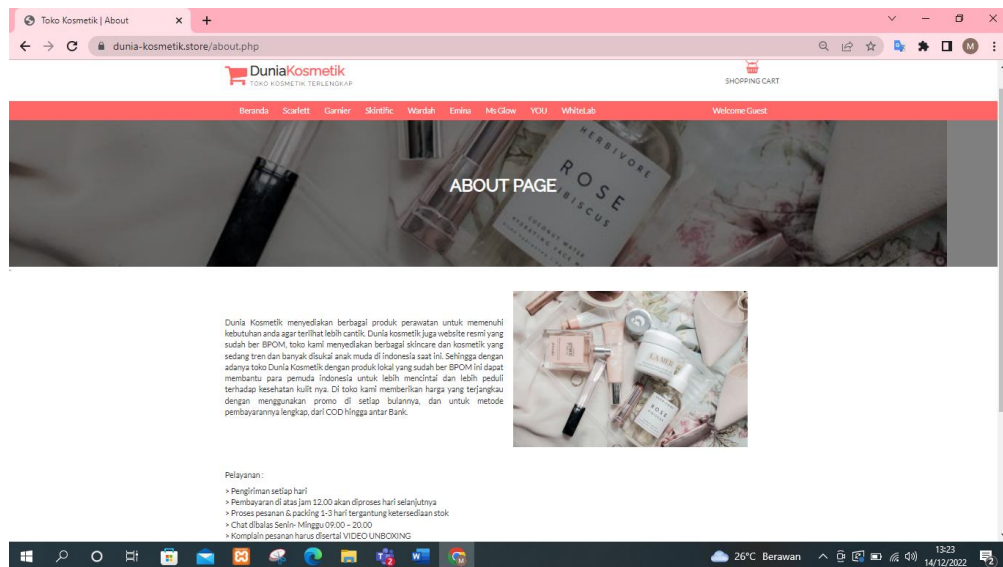 Toko Kosmetik | About
dunia-kosmetik.store/about.php
M
DuniaKosmetik
TOKO KOSMETIK TERLENGKAP
SHOPPING CART
Beranda Scarlett Garnier Skintific Wardah Emina Ms Glow YOU WhiteLab Welcome Guest
HERBIVORE
ROSE
HIBISCUS
COCONUT WATER
ABOUT PAGE
Dunia Kosmetik menyediakan berbagai produk perawatan untuk memenuhi
kebutuhan anda agar terlihat lebih cantik. Dunia kosmetik juga website resmi yang
sudah ber BPOM, toko kami menyediakan berbagai skincare dan kosmetik yang
sedang tren dan banyak disukai anak muda di indonesia saat ini. Sehingga dengan
adanya toko Dunia Kosmetik dengan produk lokal yang sudah ber BPOM ini dapat
membantu para pemuda indonesia untuk lebih mencintai dan lebih peduli
terhadap kesehatan kulit nya. Di toko kami memberikan harga yang terjangkau
dengan menggunakan promo di setiap bulannya, dan untuk metode
pembayarannya lengkap, dari COD hingga antar Bank.
LA MER
ROSE
Pelayanan :
> Pengiriman setiap hari
> Pembayaran di atas jam 12.00 akan diproses hari selanjutnya
> Proses pesanan & packing 1-3 hari tergantung ketersediaan stok
> Chat dibalas Senin- Minggu 09.00 – 20.00
> Komplain pesanan harus disertai VIDEO UNBOXING
26°C Berawan
13:23
14/12/2022
2